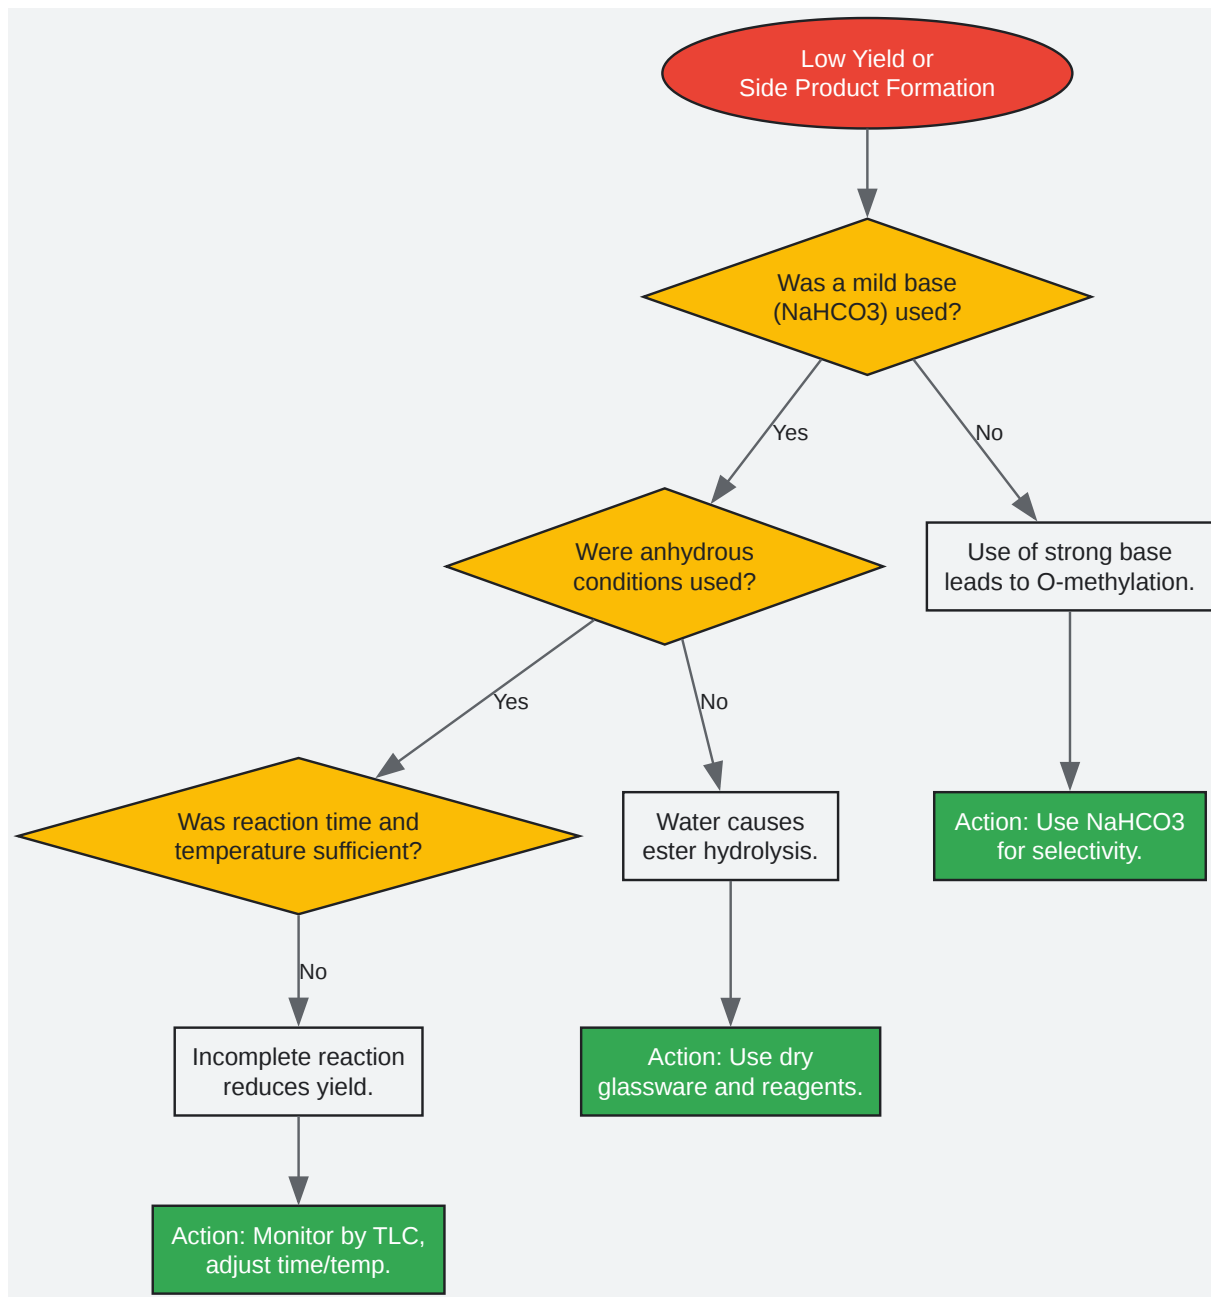 Low Yield or
Side Product Formation
Was a mild base
(NaHCO3) used?
Yes
No
Were anhydrous
conditions used?
Use of strong base
leads to O-methylation.
Yes
No
Was reaction time and
temperature sufficient?
Water causes
ester hydrolysis.
Action: Use NaHCO3
for selectivity.
No
Incomplete reaction
reduces yield.
Action: Use dry
glassware and reagents.
Action: Monitor by TLC,
adjust time/temp.